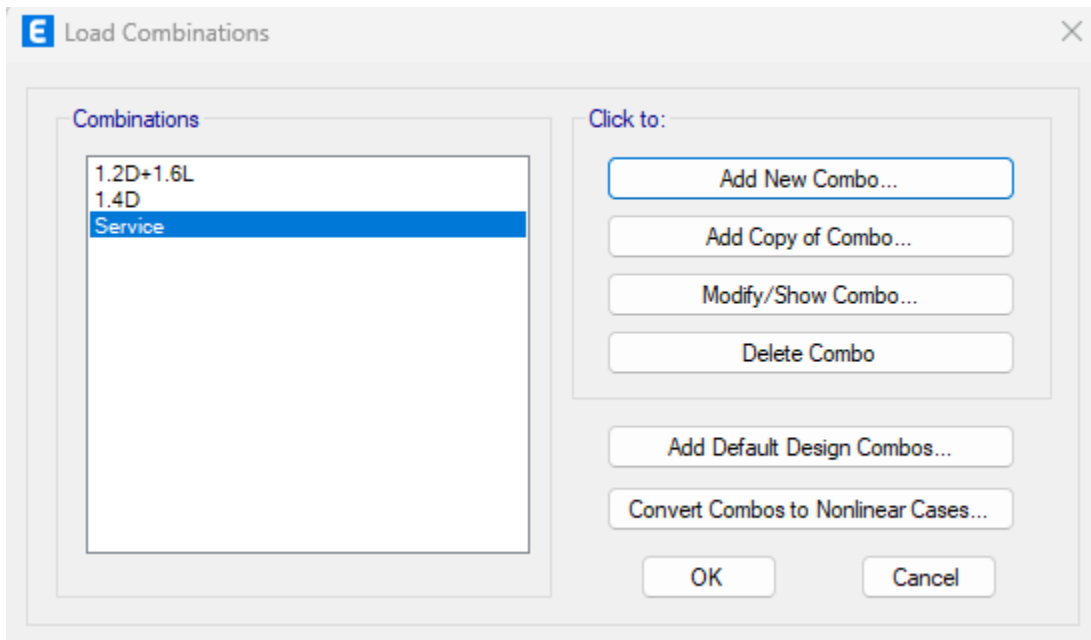 E Load Combinations
Combinations
1.2D+1.6L
1.4D
Service
Click to:
Add New Combo...
Add Copy of Combo...
Modify/Show Combo...
Delete Combo
Add Default Design Combos...
Convert Combos to Nonlinear Cases...
OK
Cancel